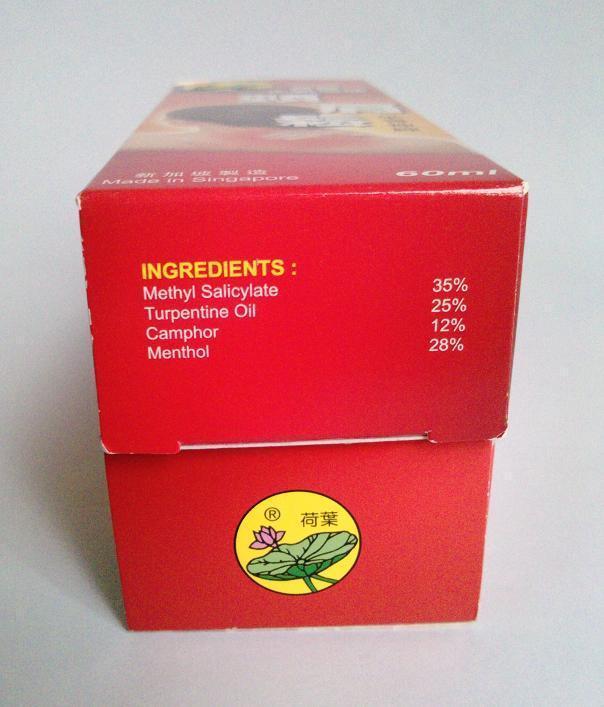 新加坡製造
Made in Singapore
60ml
INGREDIENTS :
Methyl Salicylate 35%
Turpentine Oil 25%
Camphor 12%
Menthol 28%
® 荷葉